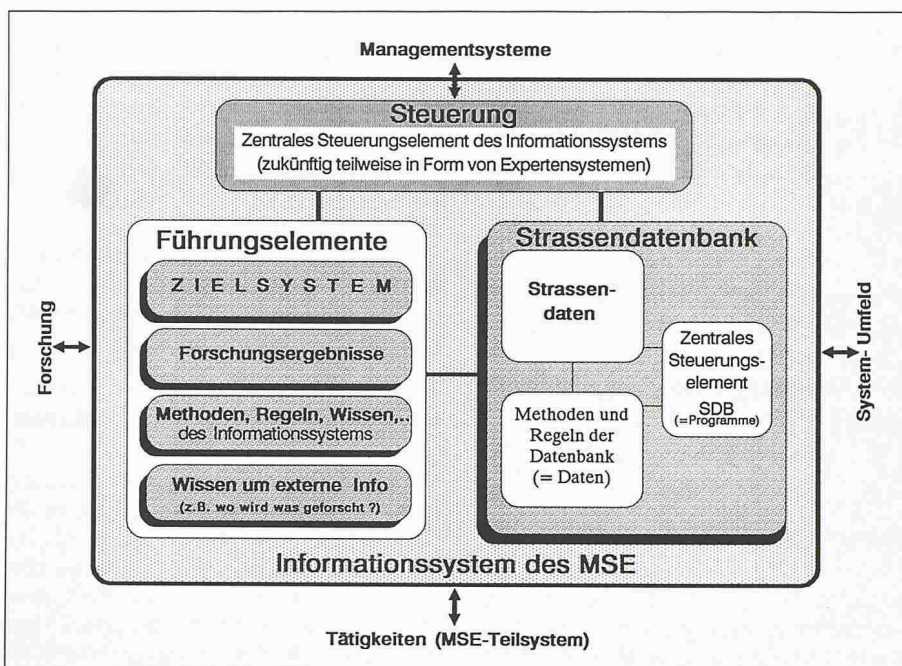 Managementsysteme
Steuerung
Zentrales Steuerungselement des Informationssystems
(zukünftig teilweise in Form von Expertensystemen)
Führungselemente
ZIELSYSTEM
Forschungsergebnisse
Methoden, Regeln, Wissen,..
des Informationssystems
Wissen um externe Info
(z.B. wo wird was geforscht?)
Strassendatenbank
Strassen-
daten
Zentrales
Steuerungs-
element
SDB
(=Programme)
Methoden und
Regeln der
Datenbank
(= Daten)
Forschung
System- Umfeld
Informationssystem des MSE
Tätigkeiten (MSE-Teilsystem)